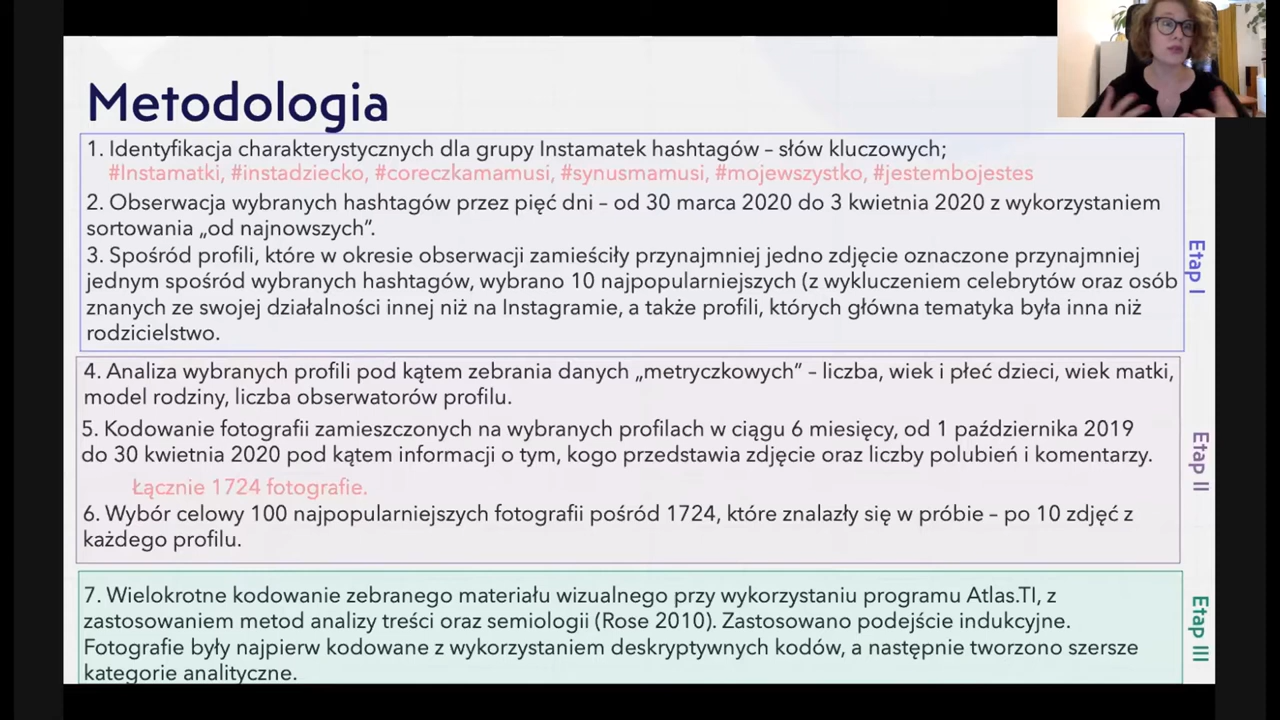 Metodologia
1. Identyfikacja charakterystycznych dla grupy Instamatek hashtagów – słów kluczowych;
#Instamatki, #instadziecko, #coreczkamamusi, #synusmamusi, #mojewszystko, #jestembojestes
2. Obserwacja wybranych hashtagów przez pięć dni – od 30 marca 2020 do 3 kwietnia 2020 z wykorzystaniem
sortowania „od najnowszych”.
3. Spośród profili, które w okresie obserwacji zamieściły przynajmniej jedno zdjęcie oznaczone przynajmniej
jednym spośród wybranych hashtagów, wybrano 10 najpopularniejszych (z wykluczeniem celebrytów oraz osób
znanych ze swojej działalności innej niż na Instagramie, a także profili, których główna tematyka była inna niż
rodzicielstwo.
Etap I
4. Analiza wybranych profili pod kątem zebrania danych „metryczkowych” – liczba, wiek i płeć dzieci, wiek matki,
model rodziny, liczba obserwatorów profilu.
5. Kodowanie fotografii zamieszczonych na wybranych profilach w ciągu 6 miesięcy, od 1 października 2019
do 30 kwietnia 2020 pod kątem informacji o tym, kogo przedstawia zdjęcie oraz liczby polubień i komentarzy.
Łącznie 1724 fotografie.
6. Wybór celowy 100 najpopularniejszych fotografii pośród 1724, które znalazły się w próbie – po 10 zdjęć z
każdego profilu.
Etap II
7. Wielokrotne kodowanie zebranego materiału wizualnego przy wykorzystaniu programu Atlas.TI, z
zastosowaniem metod analizy treści oraz semiologii (Rose 2010). Zastosowano podejście indukcyjne.
Fotografie były najpierw kodowane z wykorzystaniem deskryptywnych kodów, a następnie tworzono szersze
kategorie analityczne.
Etap III